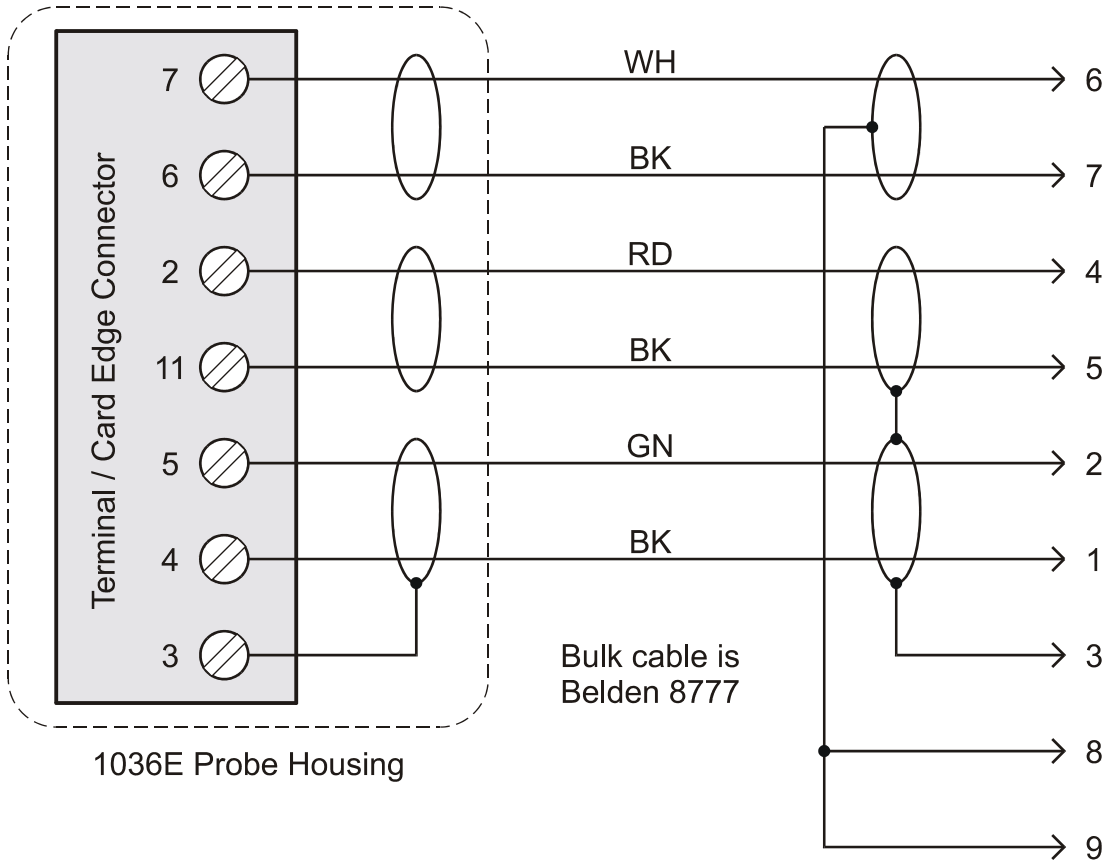 7 WH 6
6 BK 7
2 RD 4
11 BK 5
5 GN 2
4 BK 1
3 3
Terminal / Card Edge Connector
Bulk cable is
Belden 8777
8
1036E Probe Housing
9